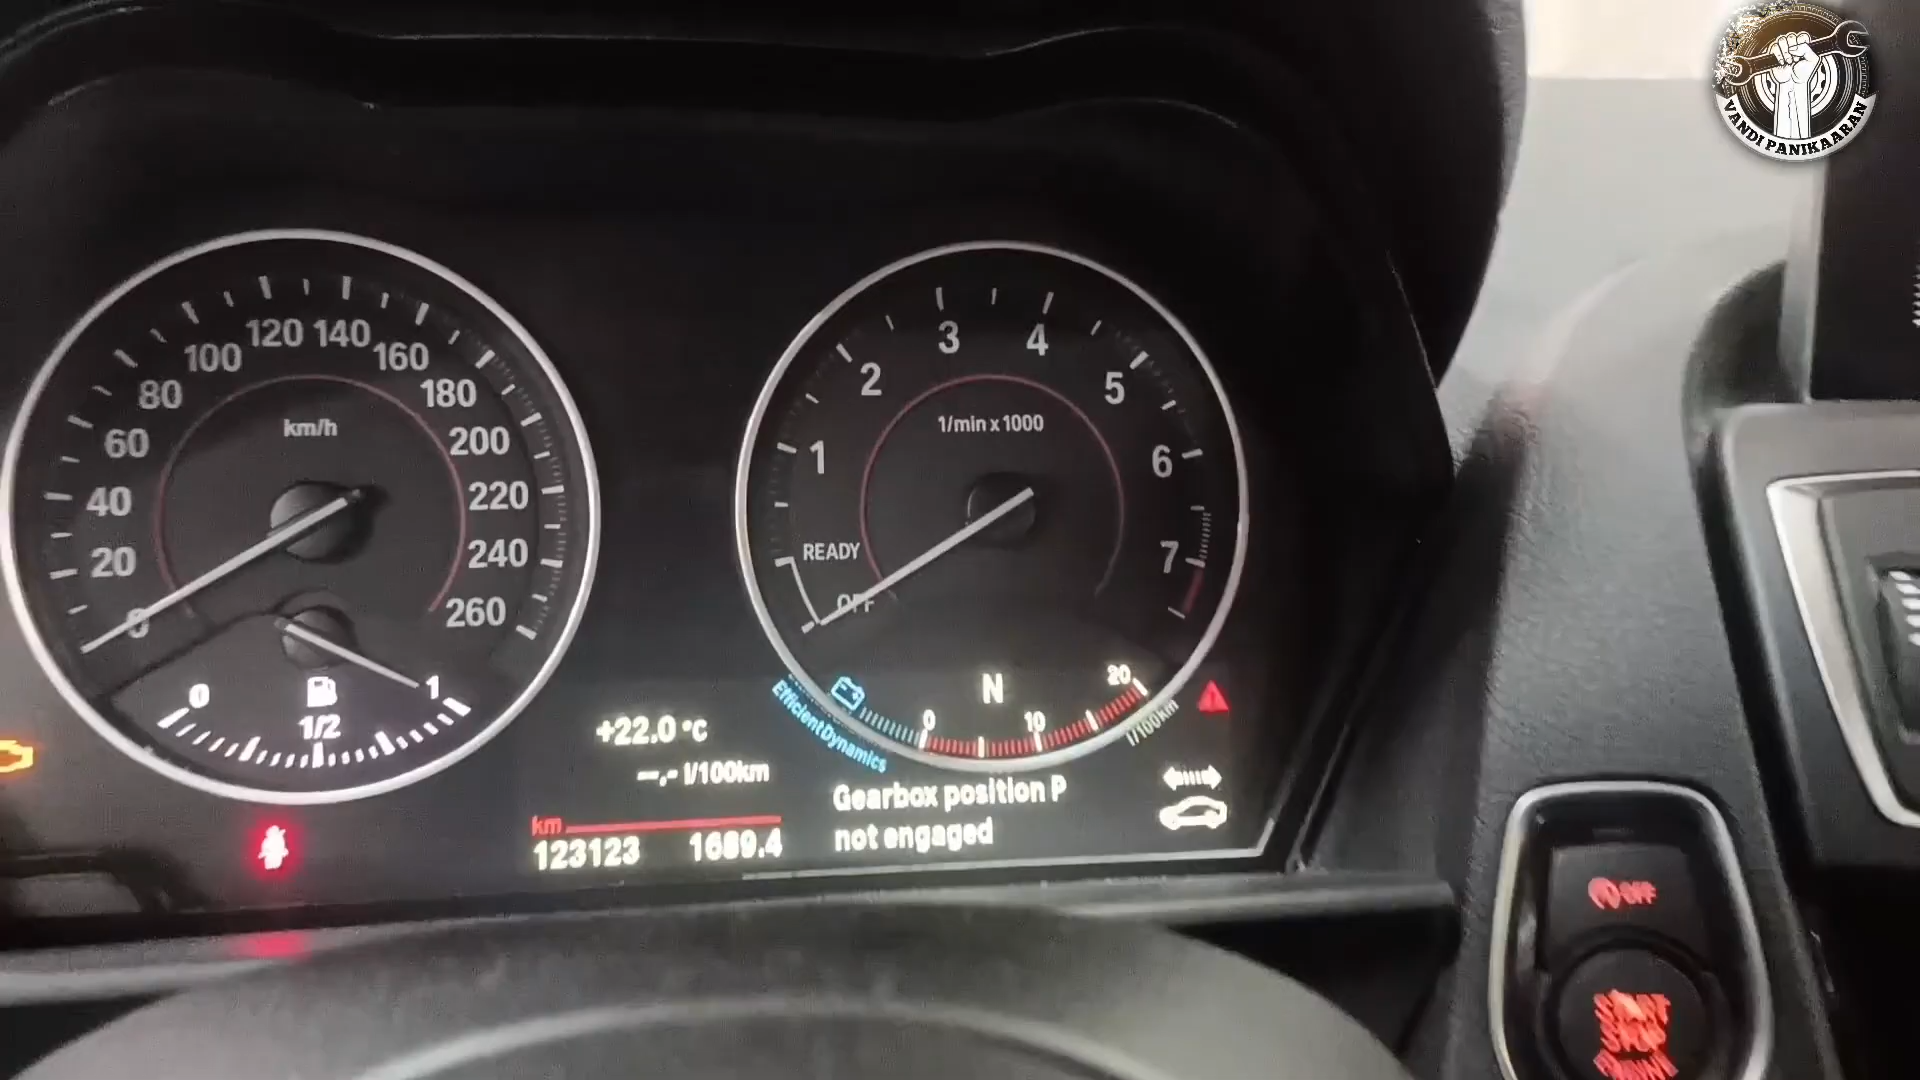 VANDI PANIKAARAN
120 140
100 160
80 180
60 200
40 220
20 240
0 260
km/h
0 1/2 1
3 4
2 5
1 6
7
1/min x 1000
READY
OFF
N
0 10 20
l/100km
EfficientDynamics
+22.0 °C
--.- l/100km
km
123123 1689.4
Gearbox position P
not engaged
OFF
START
STOP